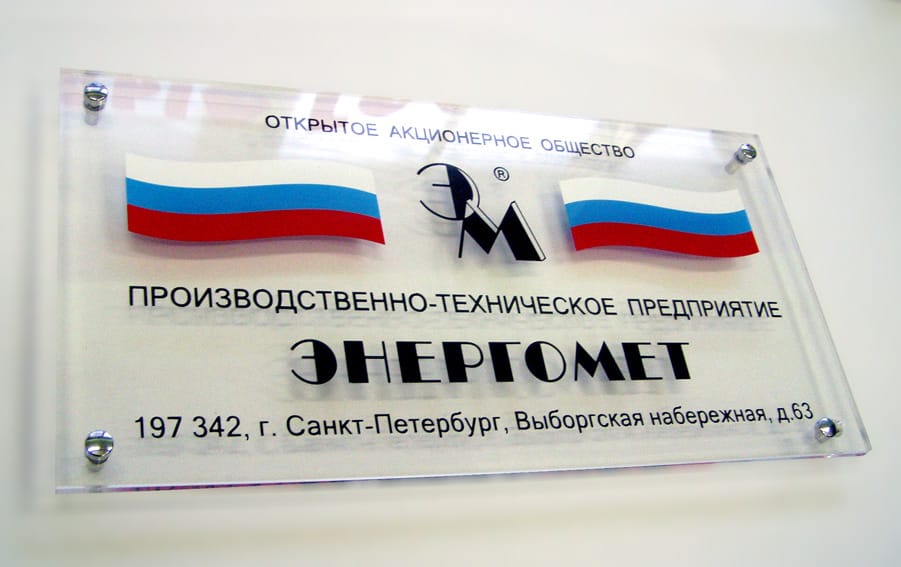 ОТКРЫТОЕ АКЦИОНЕРНОЕ ОБЩЕСТВО
ЭМ®
ПРОИЗВОДСТВЕННО-ТЕХНИЧЕСКОЕ ПРЕДПРИЯТИЕ
ЭНЕРГОМЕТ
197 342, г. Санкт-Петербург, Выборгская набережная, д.63